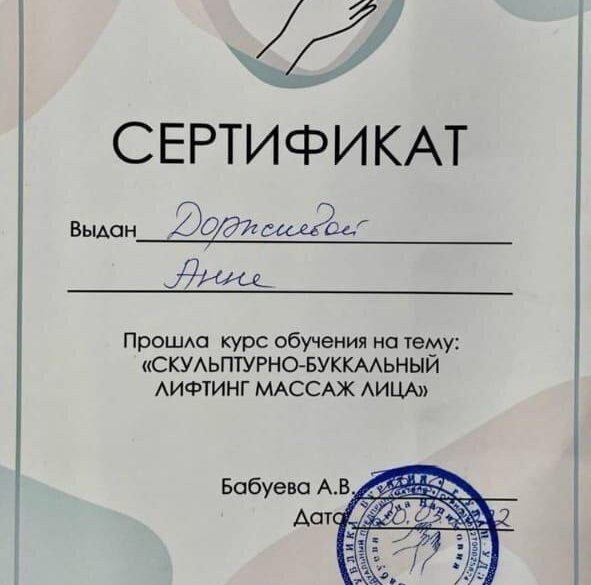 СЕРТИФИКАТ
Выдан Доржиевой
Анне
Прошла курс обучения на тему:
«СКУЛЬПТУРНО-БУККАЛЬНЫЙ
ЛИФТИНГ МАССАЖ ЛИЦА»
Бабуева А.В.
Дата